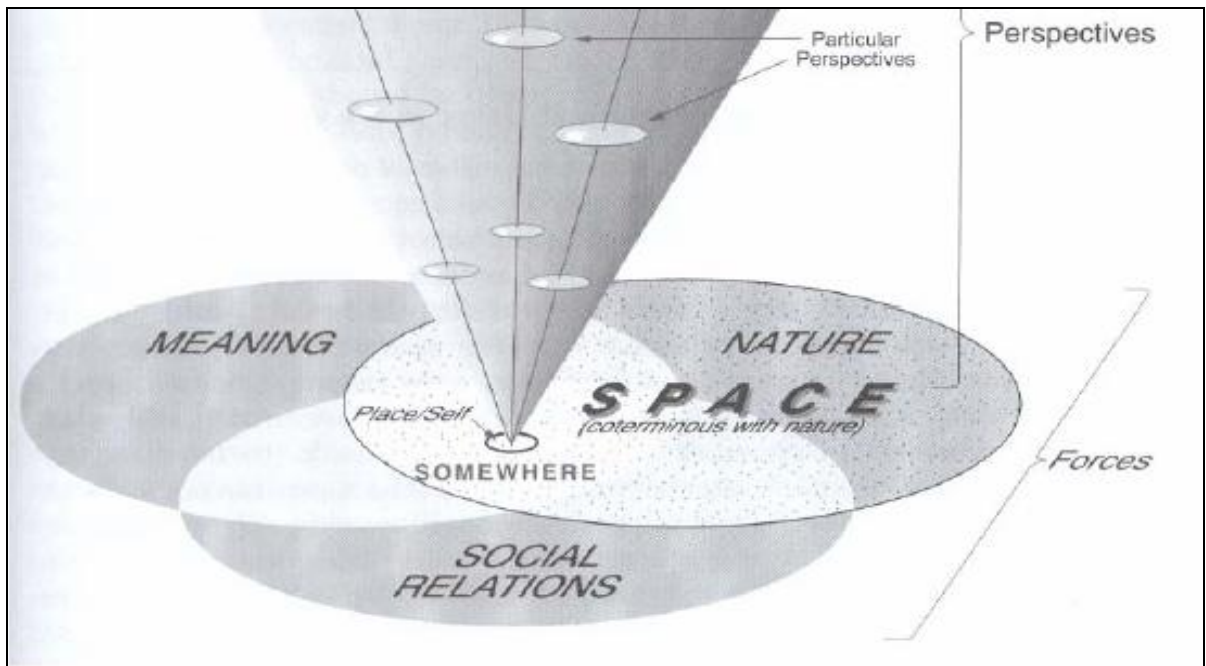 Perspectives
Particular
Perspectives
MEANING
NATURE
SPACE
(coterminous with nature)
Place/Self
SOMEWHERE
Forces
SOCIAL
RELATIONS